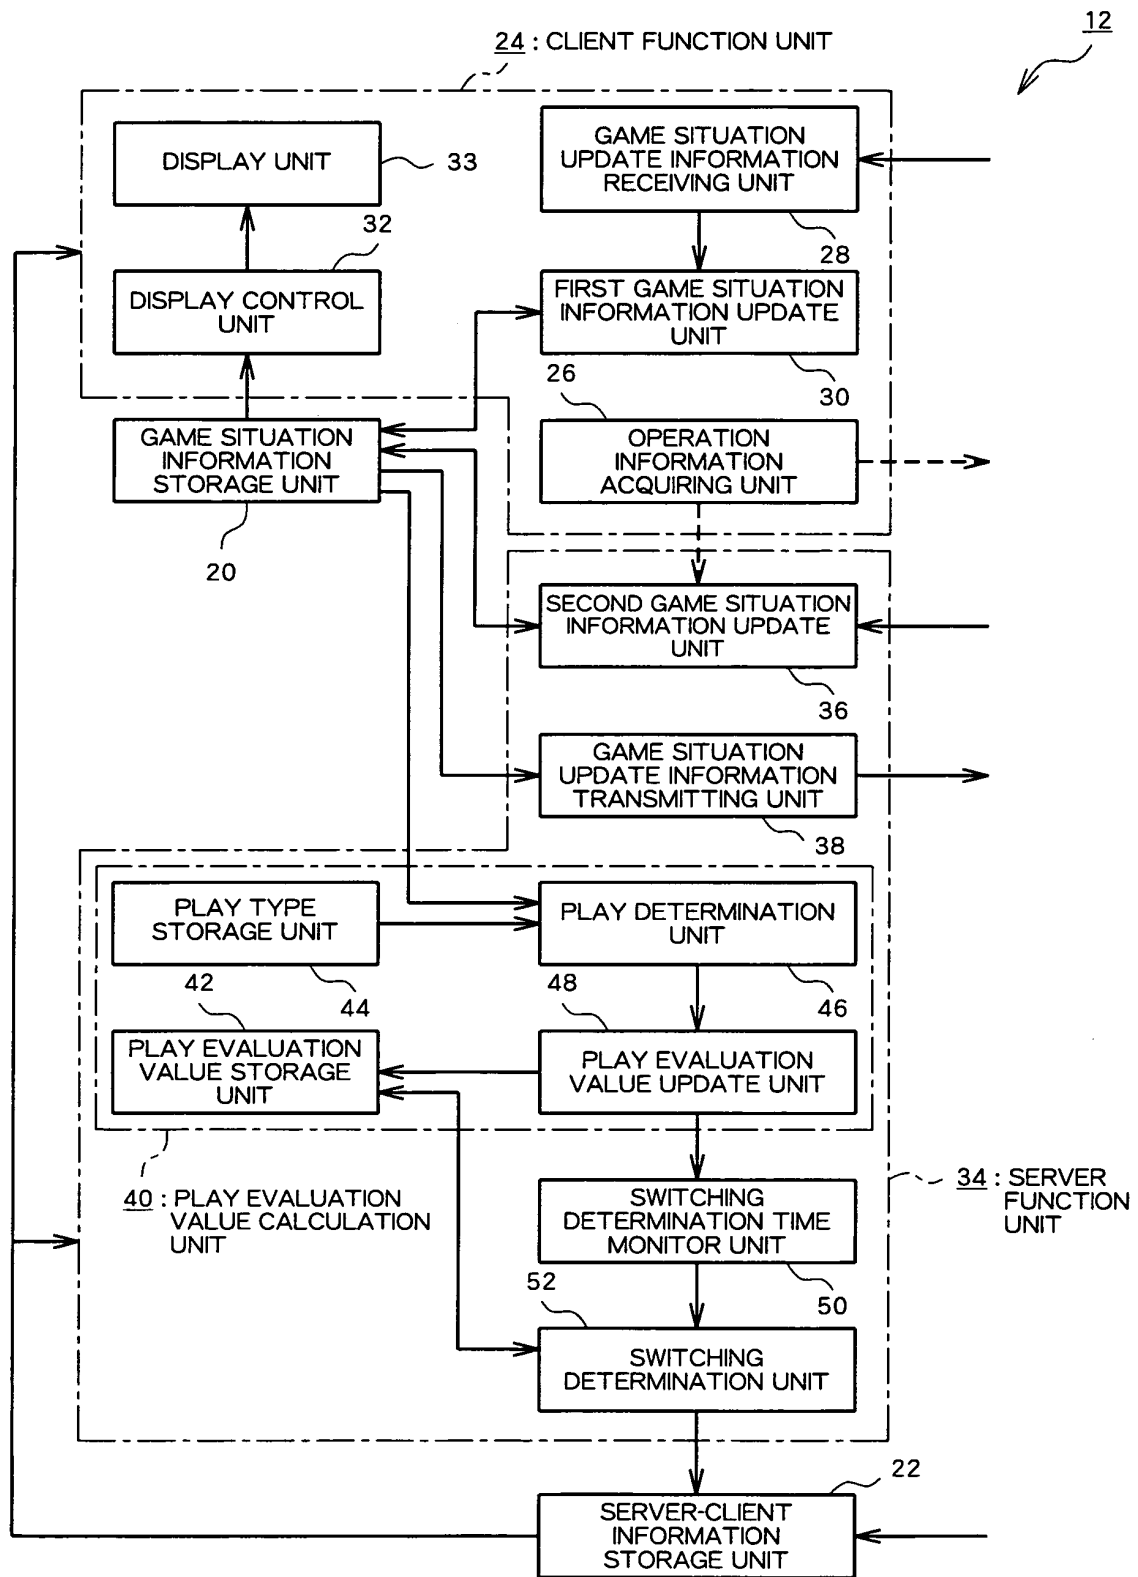 12
24 : CLIENT FUNCTION UNIT
DISPLAY UNIT
33
GAME SITUATION
UPDATE INFORMATION
RECEIVING UNIT
28
32
DISPLAY CONTROL
UNIT
FIRST GAME SITUATION
INFORMATION UPDATE
UNIT
30
26
GAME SITUATION
INFORMATION
STORAGE UNIT
20
OPERATION
INFORMATION
ACQUIRING UNIT
SECOND GAME SITUATION
INFORMATION UPDATE
UNIT
36
GAME SITUATION
UPDATE INFORMATION
TRANSMITTING UNIT
38
PLAY TYPE
STORAGE UNIT
44
PLAY DETERMINATION
UNIT
46
42
PLAY EVALUATION
VALUE STORAGE
UNIT
48
PLAY EVALUATION
VALUE UPDATE UNIT
40 : PLAY EVALUATION
VALUE CALCULATION
UNIT
34 : SERVER
FUNCTION
UNIT
SWITCHING
DETERMINATION TIME
MONITOR UNIT
50
52
SWITCHING
DETERMINATION UNIT
22
SERVER-CLIENT
INFORMATION
STORAGE UNIT